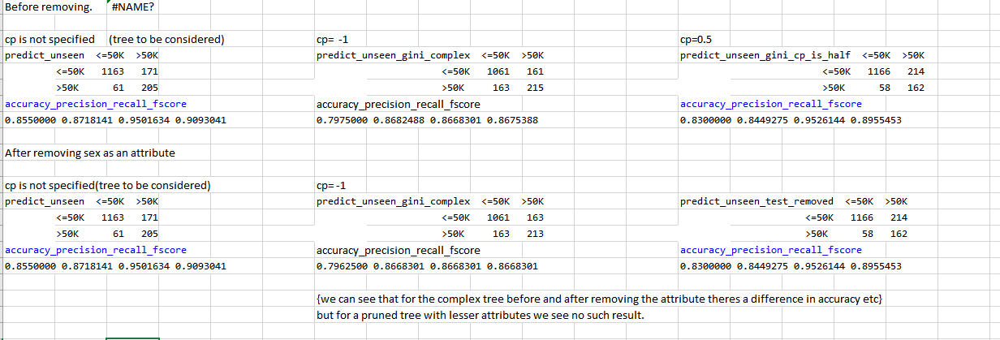 Before removing. #NAME?
cp is not specified (tree to be considered) cp= -1 cp=0.5
predict_unseen <=50K >50K predict_unseen_gini_complex <=50K >50K predict_unseen_gini_cp_is_half <=50K >50K
<=50K 1163 171 <=50K 1061 161 <=50K 1166 214
>50K 61 205 >50K 163 215 >50K 58 162
accuracy_precision_recall_fscore accuracy_precision_recall_fscore accuracy_precision_recall_fscore
0.8550000 0.8718141 0.9501634 0.9093041 0.7975000 0.8682488 0.8668301 0.8675388 0.8300000 0.8449275 0.9526144 0.8955453
After removing sex as an attribute
cp is not specified(tree to be considered) cp= -1
predict_unseen <=50K >50K predict_unseen_gini_complex <=50K >50K predict_unseen_test_removed <=50K >50K
<=50K 1163 171 <=50K 1061 163 <=50K 1166 214
>50K 61 205 >50K 163 213 >50K 58 162
accuracy_precision_recall_fscore accuracy_precision_recall_fscore accuracy_precision_recall_fscore
0.8550000 0.8718141 0.9501634 0.9093041 0.7962500 0.8668301 0.8668301 0.8668301 0.8300000 0.8449275 0.9526144 0.8955453
{we can see that for the complex tree before and after removing the attribute theres a difference in accuracy etc}
but for a pruned tree with lesser attributes we see no such result.